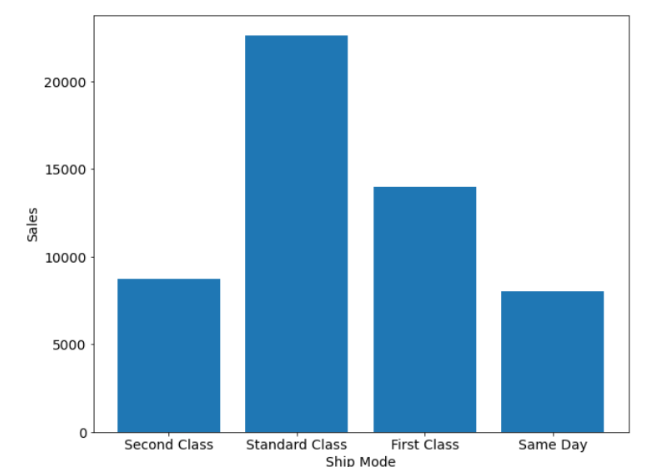 20000
15000
10000
5000
0
Sales
Second Class Standard Class First Class Same Day
Ship Mode